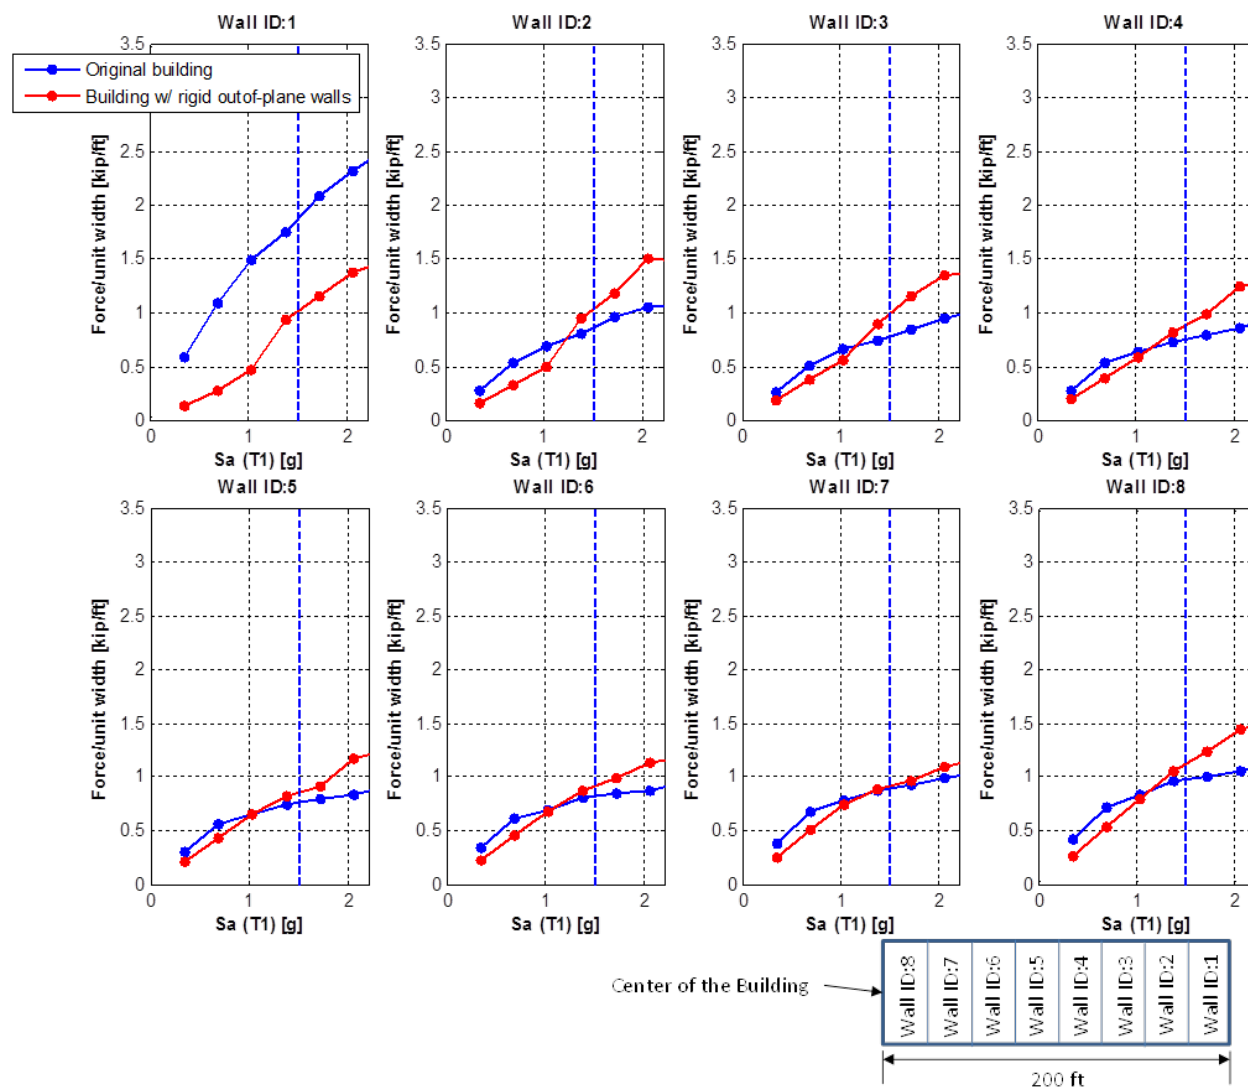 Wall ID:1
Wall ID:2
Wall ID:3
Wall ID:4
Original building
Building w/ rigid outof-plane walls
3.5
3
2.5
2
1.5
1
0.5
0
Force/unit width [kip/ft]
0
1
2
Sa (T1) [g]
3.5
3
2.5
2
1.5
1
0.5
0
Force/unit width [kip/ft]
0
1
2
Sa (T1) [g]
3.5
3
2.5
2
1.5
1
0.5
0
Force/unit width [kip/ft]
0
1
2
Sa (T1) [g]
3.5
3
2.5
2
1.5
1
0.5
0
Force/unit width [kip/ft]
0
1
2
Sa (T1) [g]
Wall ID:5
Wall ID:6
Wall ID:7
Wall ID:8
3.5
3
2.5
2
1.5
1
0.5
0
Force/unit width [kip/ft]
0
1
2
Sa (T1) [g]
3.5
3
2.5
2
1.5
1
0.5
0
Force/unit width [kip/ft]
0
1
2
Sa (T1) [g]
3.5
3
2.5
2
1.5
1
0.5
0
Force/unit width [kip/ft]
0
1
2
Sa (T1) [g]
3.5
3
2.5
2
1.5
1
0.5
0
Force/unit width [kip/ft]
0
1
2
Sa (T1) [g]
Center of the Building
Wall ID:8
Wall ID:7
Wall ID:6
Wall ID:5
Wall ID:4
Wall ID:3
Wall ID:2
Wall ID:1
200 ft